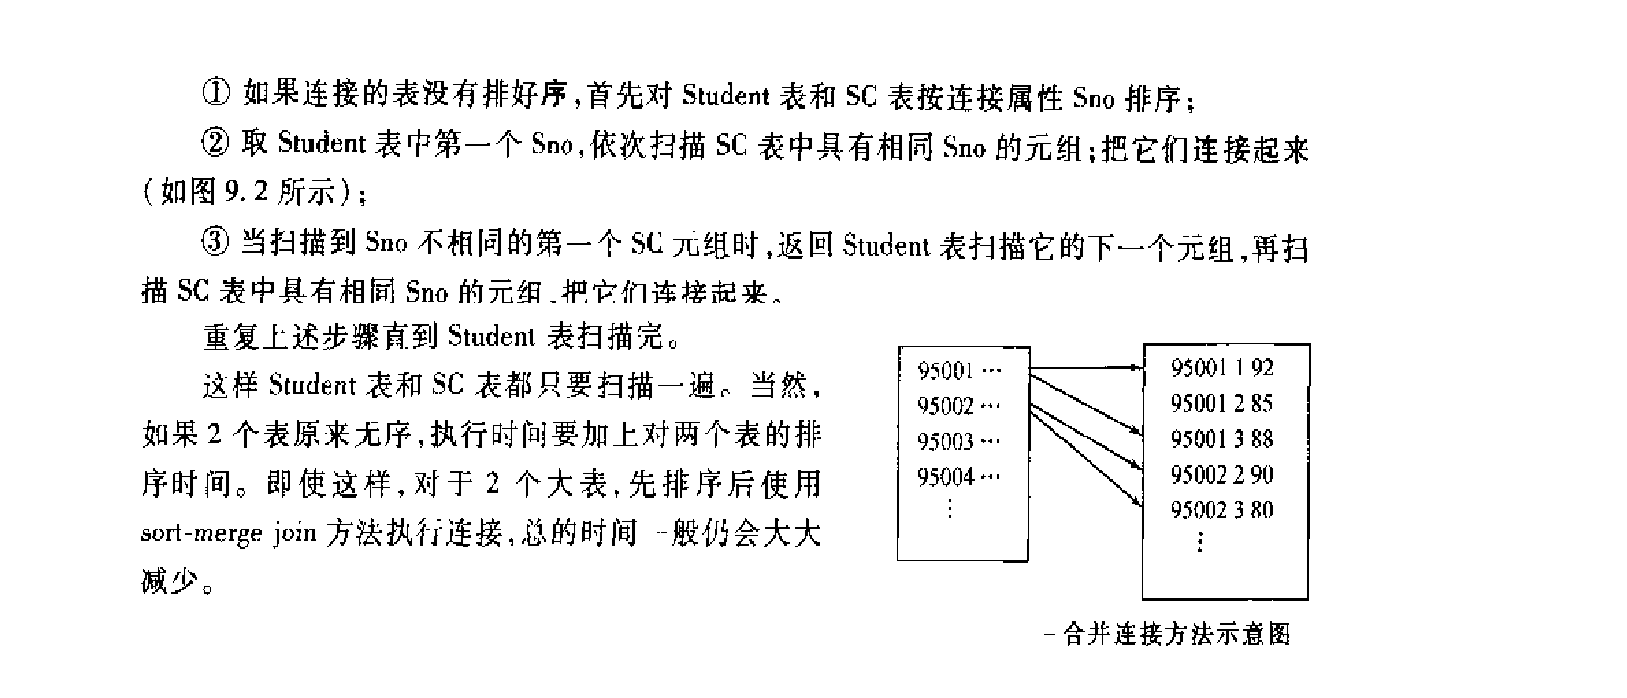 ① 如果连接的表没有排好序,首先对 Student 表和 SC 表按连接属性 Sno 排序;
② 取 Student 表中第一个 Sno,依次扫描 SC 表中具有相同 Sno 的元组;把它们连接起来
(如图 9.2 所示);
③ 当扫描到 Sno 不相同的第一个 SC 元组时,返回 Student 表扫描它的下一个元组,再扫
描 SC 表中具有相同 Sno 的元组,把它们连接起来。
重复上述步骤直到 Student 表扫描完。
这样 Student 表和 SC 表都只要扫描一遍。当然,
如果 2 个表原来无序,执行时间要加上对两个表的排
序时间。即使这样,对于 2 个大表,先排序后使用
sort-merge join 方法执行连接,总的时间一般仍会大大
减少。
95001 …
95002 …
95003 …
95004 …
⋮
95001 1 92
95001 2 85
95001 3 88
95002 2 90
95002 3 80
⋮
-合并连接方法示意图